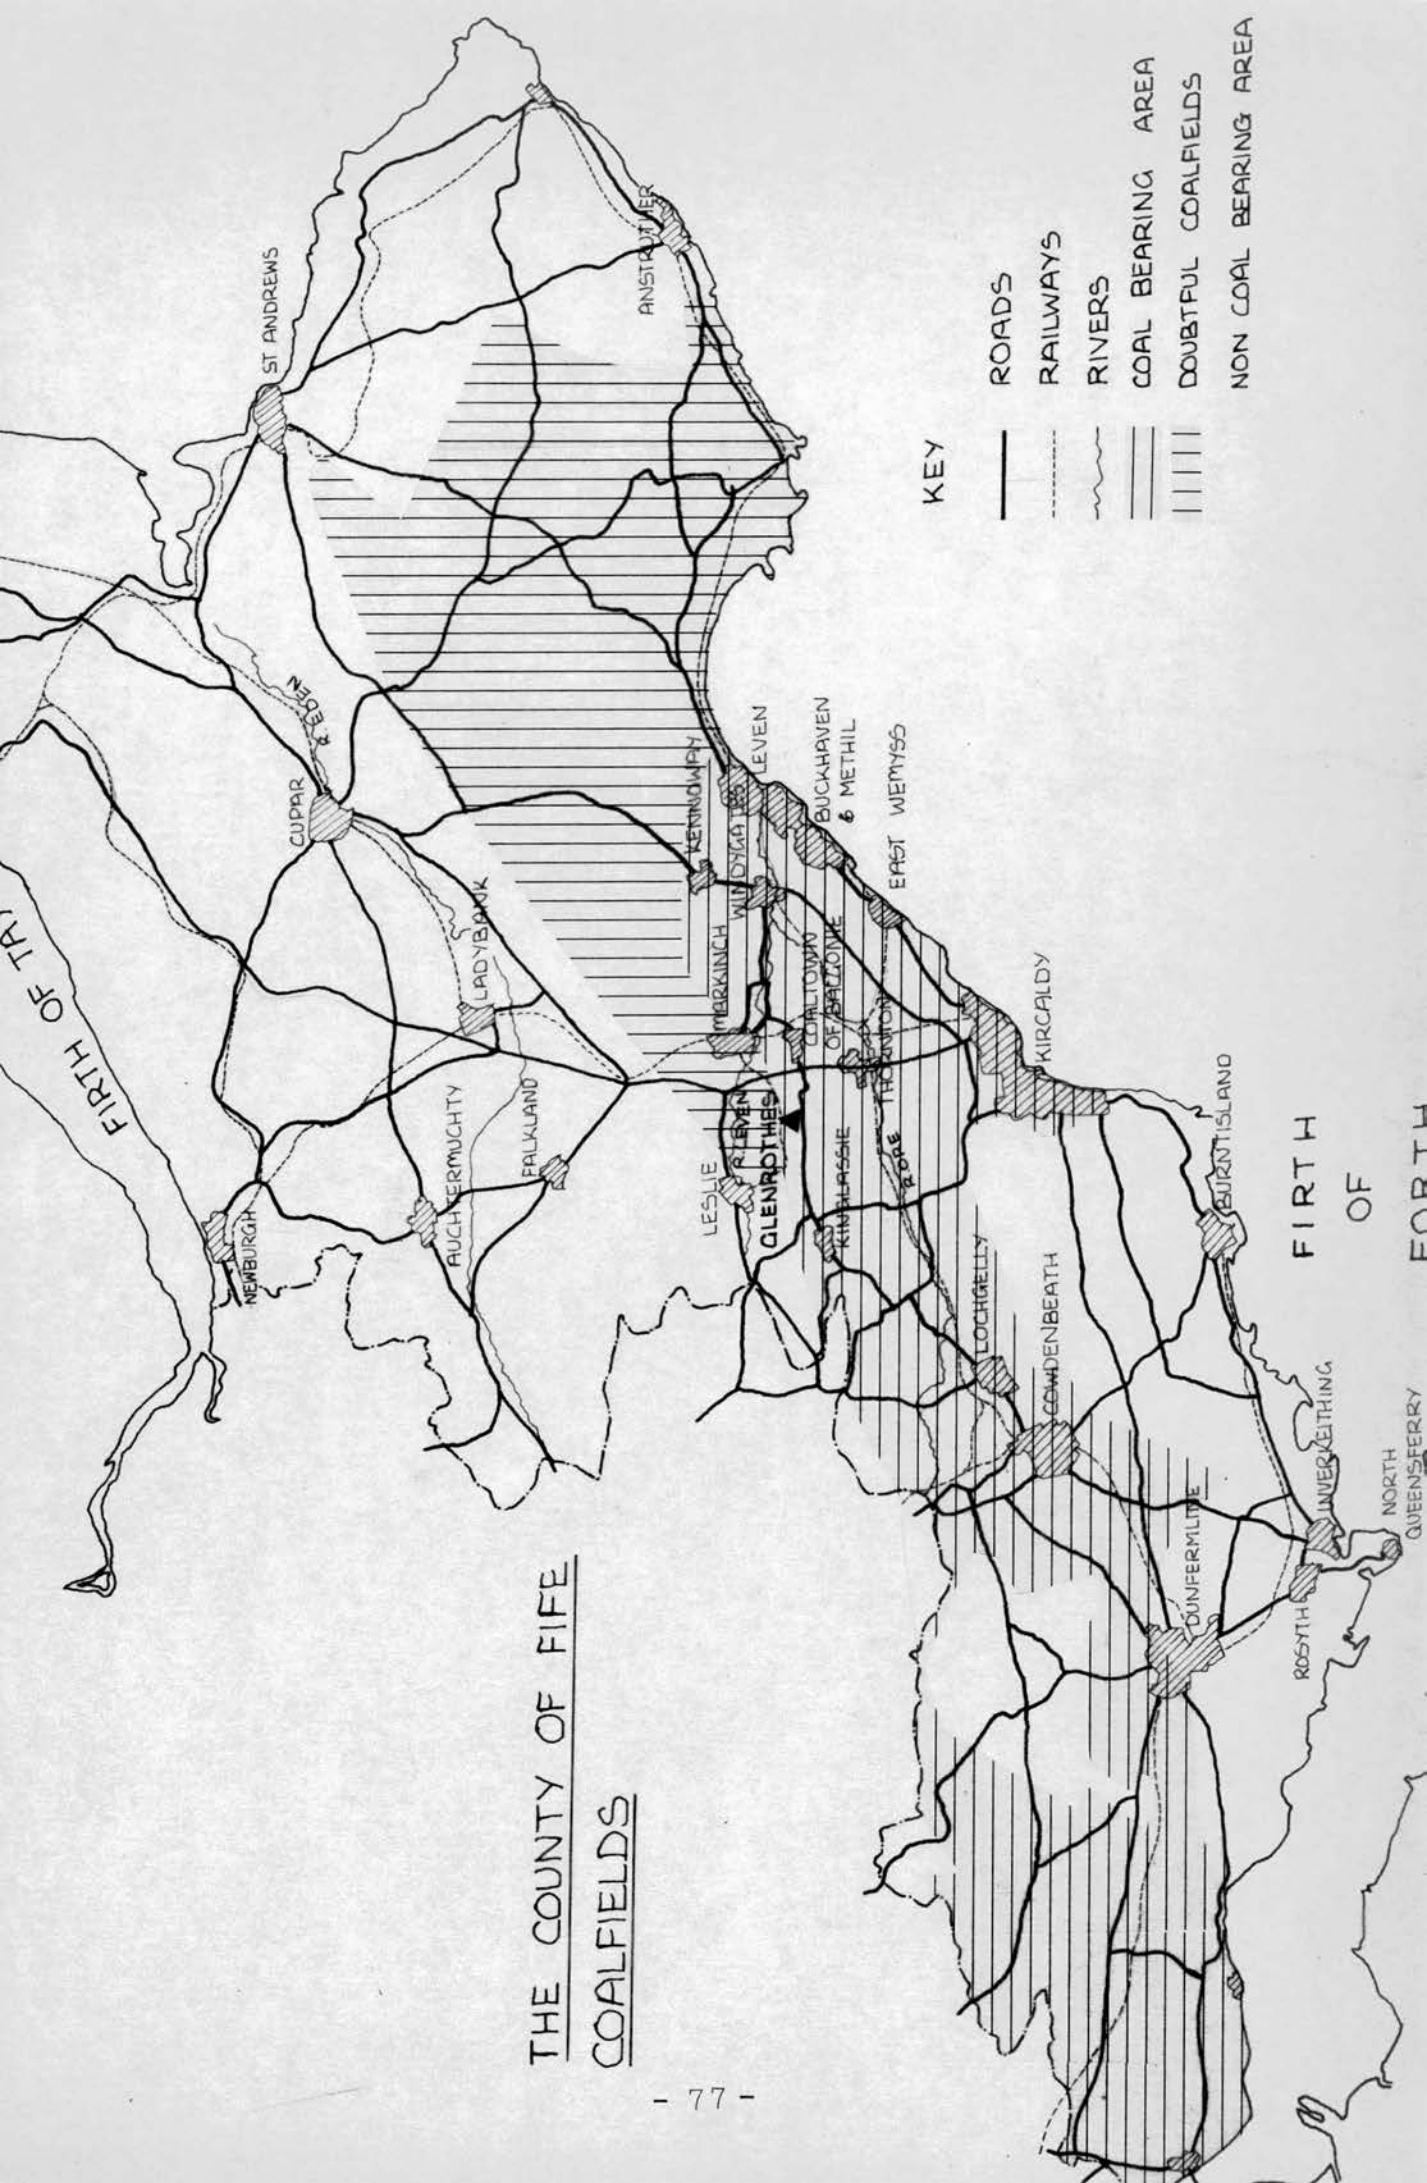 THE COUNTY OF FIFE
COALFIELDS
FIRTH OF TA
ST ANDREWS
R. EDEN
CUPAR
LADYBANK
NEWBURGH
AUCHTERMUCHTY
FALKLAND
ANSTRUTHER
KENNOWAY
WINDYGATES
LEVEN
BUCKHAVEN
& METHIL
EAST WEMYSS
MARKINCH
COALTOWN
OF BALGONIE
THORNTON
LESLIE
R. LEVEN
GLENROTHES
KINGLASSIE
R. ORE
KIRCALDY
BURNTISLAND
LOCHGELLY
COWDENBEATH
DUNFERMLINE
INVERKEITHING
ROSYTH
NORTH
QUEENSFERRY
FIRTH
OF
FORTH
KEY
ROADS
RAILWAYS
RIVERS
COAL BEARING AREA
DOUBTFUL COALFIELDS
NON COAL BEARING AREA
- 77 -